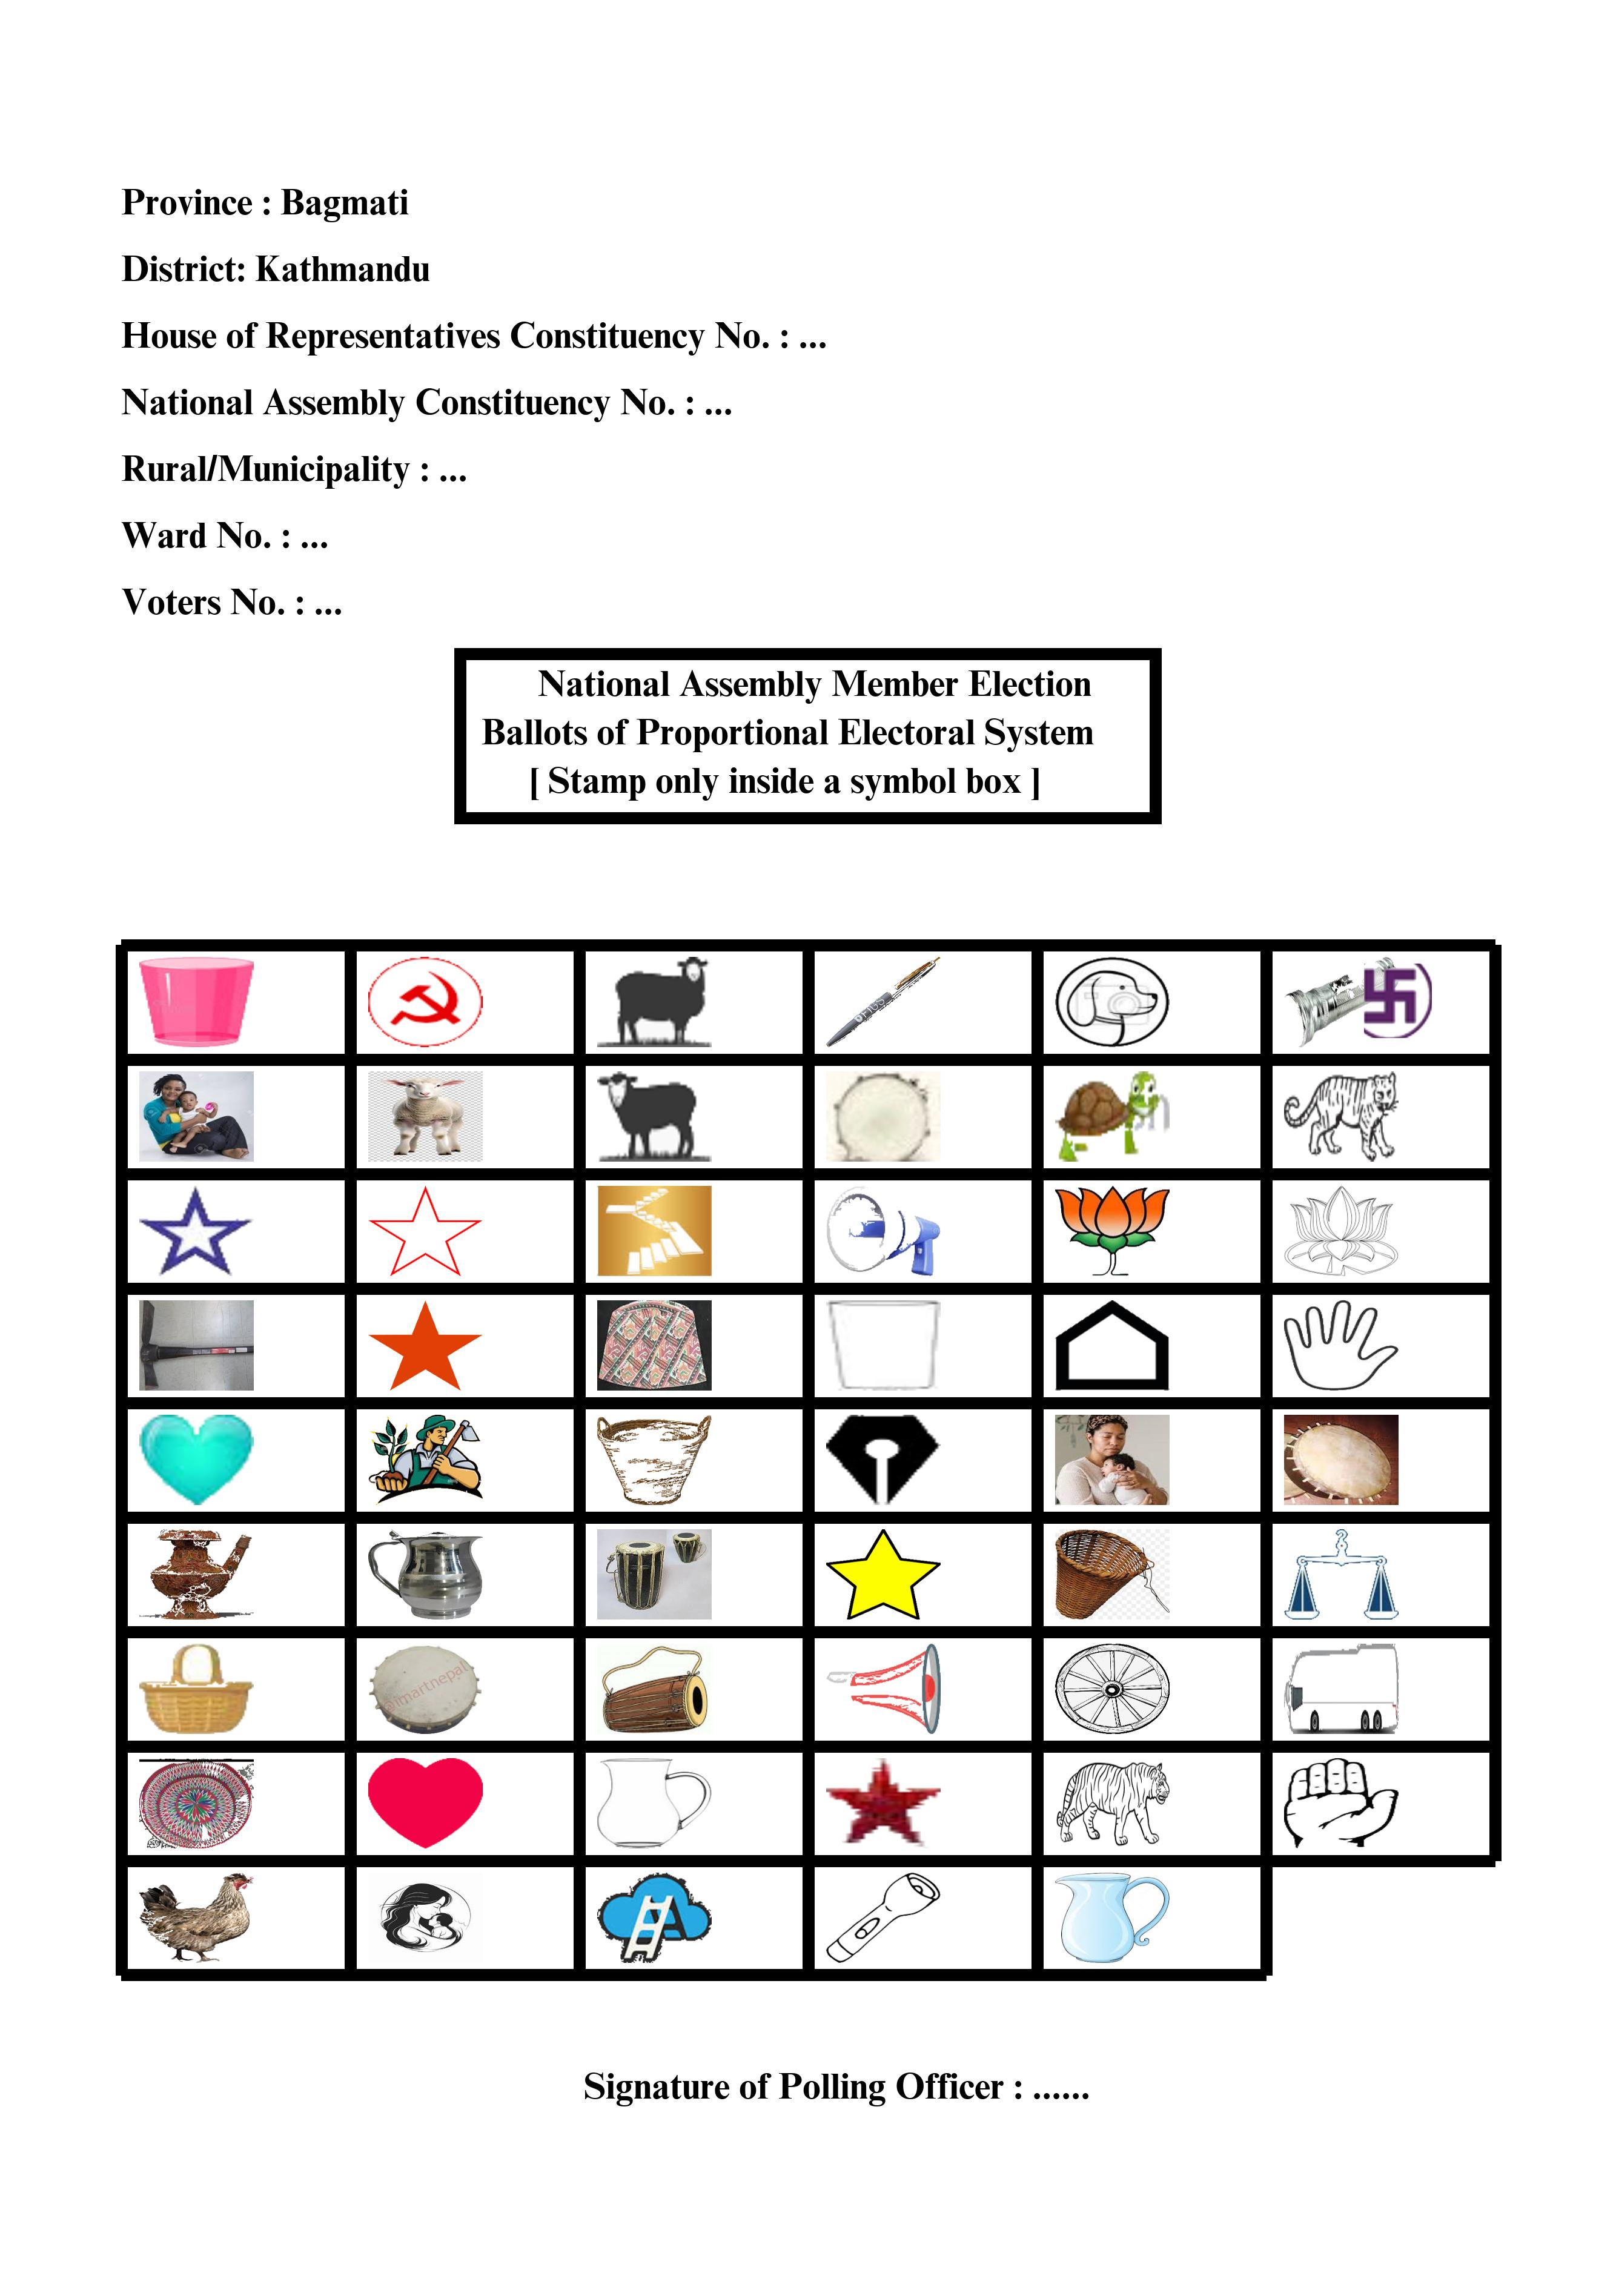 Province : Bagmati
District: Kathmandu
House of Representatives Constituency No. : ...
National Assembly Constituency No. : ...
Rural/Municipality : ...
Ward No. : ...
Voters No. : ...
National Assembly Member Election
Ballots of Proportional Electoral System
[ Stamp only inside a symbol box ]
Signature of Polling Officer : ......